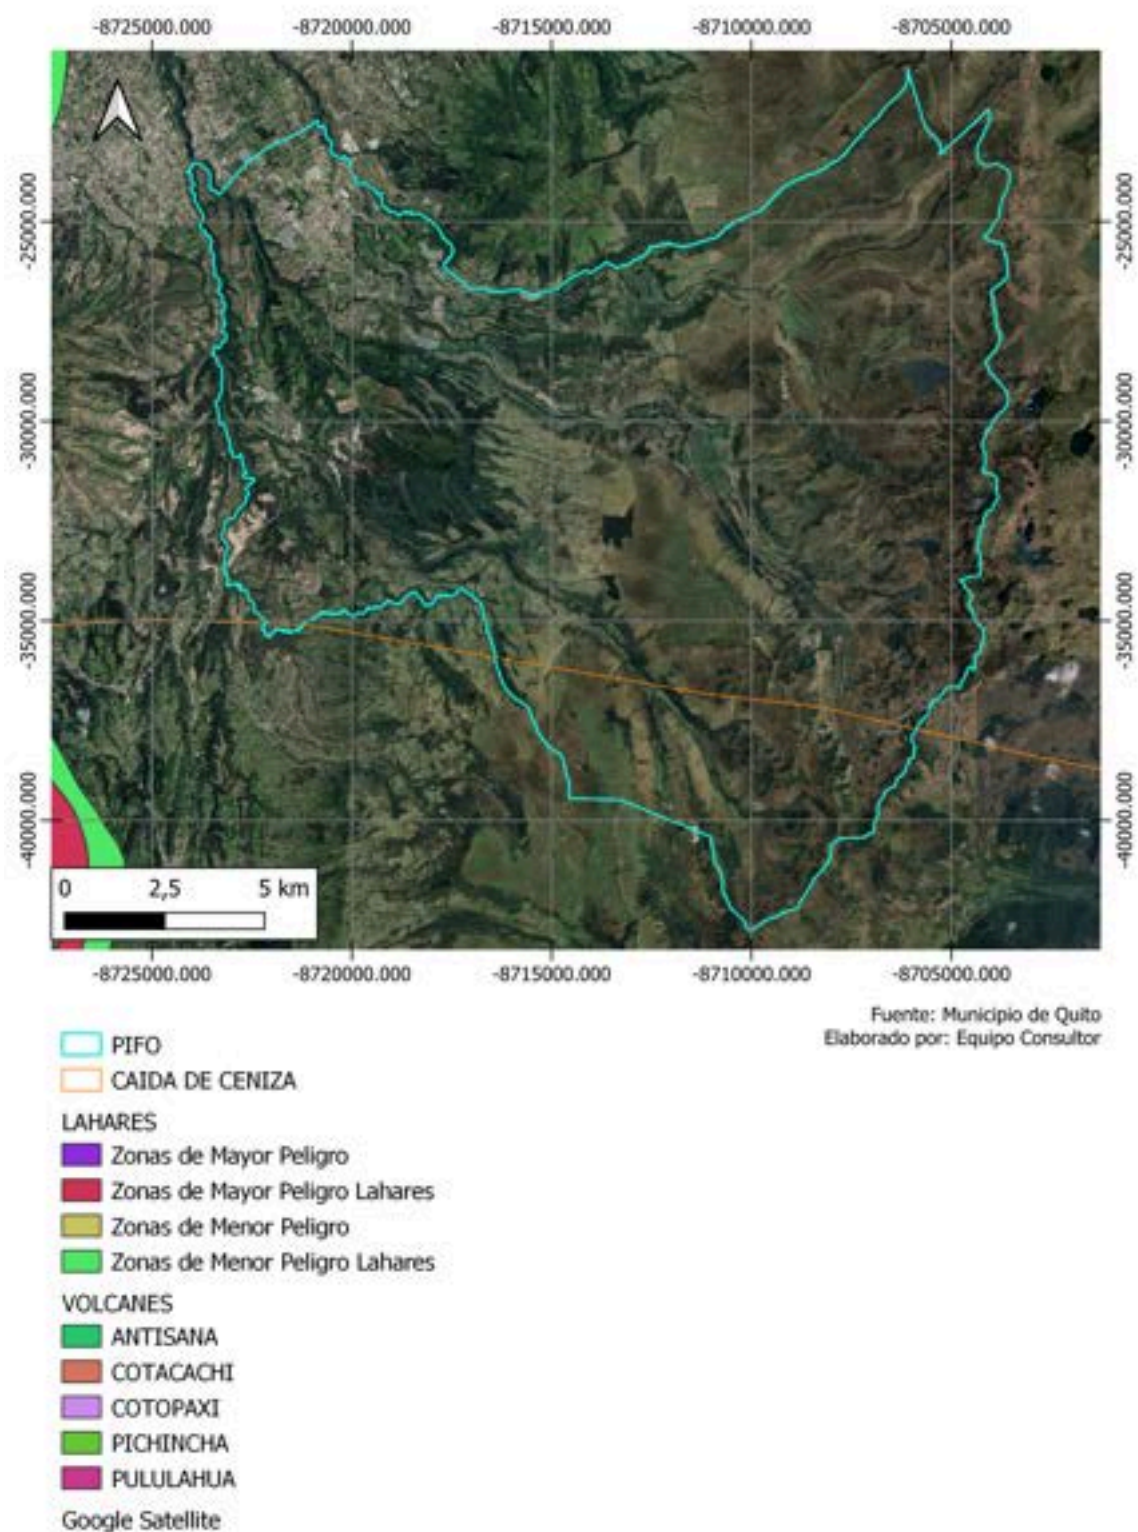 -8725000.000 -8720000.000 -8715000.000 -8710000.000 -8705000.000
-25000.000 -25000.000
-30000.000 -30000.000
-35000.000 -35000.000
-40000.000 -40000.000
0 2,5 5 km
-8725000.000 -8720000.000 -8715000.000 -8710000.000 -8705000.000
Fuente: Municipio de Quito
Elaborado por: Equipo Consultor
PIFO
CAIDA DE CENIZA
LAHARES
Zonas de Mayor Peligro
Zonas de Mayor Peligro Lahares
Zonas de Menor Peligro
Zonas de Menor Peligro Lahares
VOLCANES
ANTISANA
COTACACHI
COTOPAXI
PICHINCHA
PULULAHUA
Google Satellite